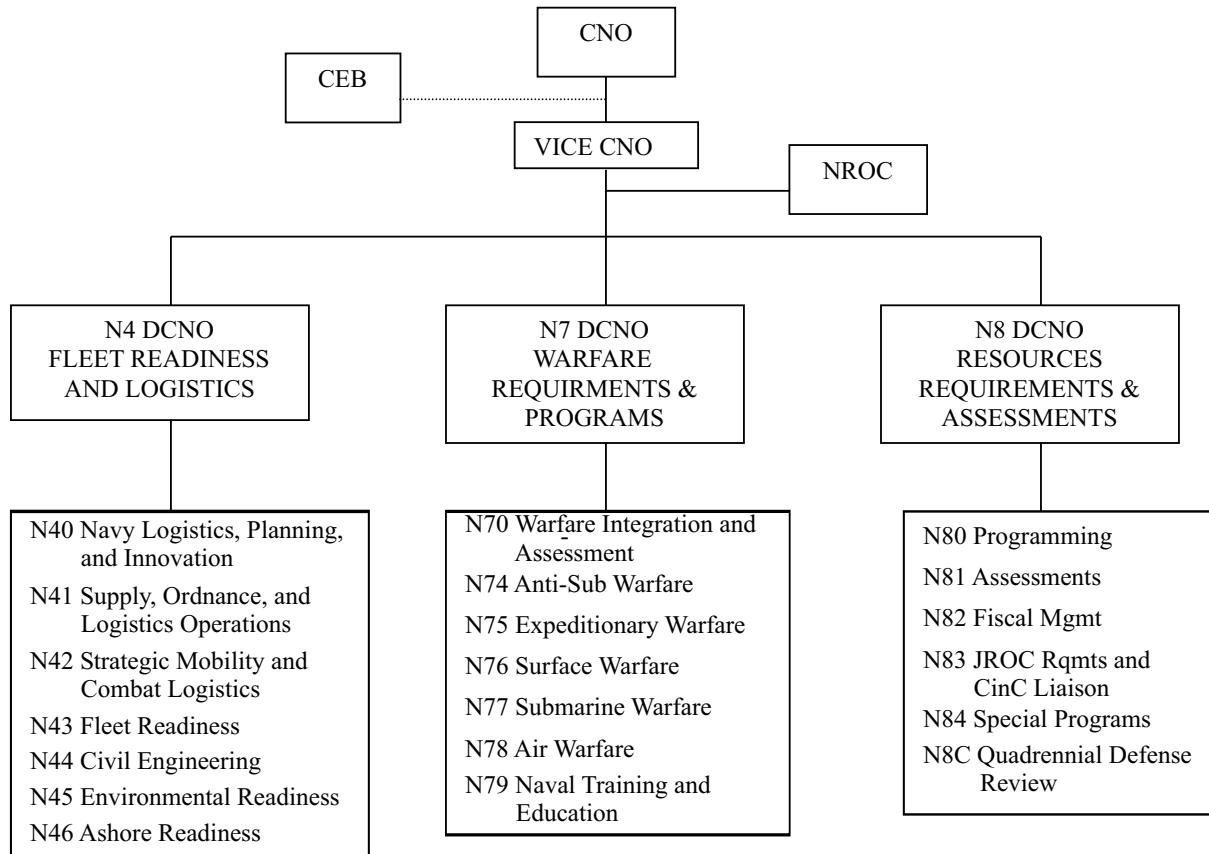 CNO
CEB
VICE CNO
NROC
N4 DCNO
FLEET READINESS
AND LOGISTICS
N7 DCNO
WARFARE
REQUIRMENTS &
PROGRAMS
N8 DCNO
RESOURCES
REQUIREMENTS &
ASSESSMENTS
N40 Navy Logistics, Planning,
and Innovation
N41 Supply, Ordnance, and
Logistics Operations
N42 Strategic Mobility and
Combat Logistics
N43 Fleet Readiness
N44 Civil Engineering
N45 Environmental Readiness
N46 Ashore Readiness
N70 Warfare Integration and
Assessment
N74 Anti-Sub Warfare
N75 Expeditionary Warfare
N76 Surface Warfare
N77 Submarine Warfare
N78 Air Warfare
N79 Naval Training and
Education
N80 Programming
N81 Assessments
N82 Fiscal Mgmt
N83 JROC Rqmts and
CinC Liaison
N84 Special Programs
N8C Quadrennial Defense
Review